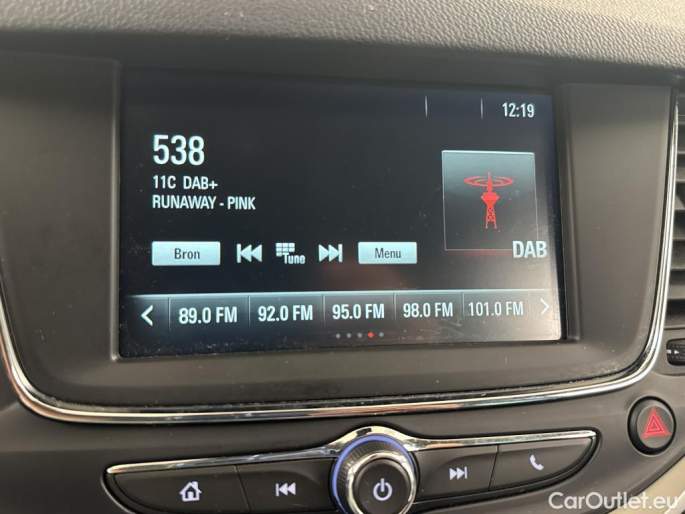 12:19
538
11C DAB+
RUNAWAY - PINK
DAB
Bron Tune Menu
89.0 FM 92.0 FM 95.0 FM 98.0 FM 101.0 FM
CarOutlet.eu